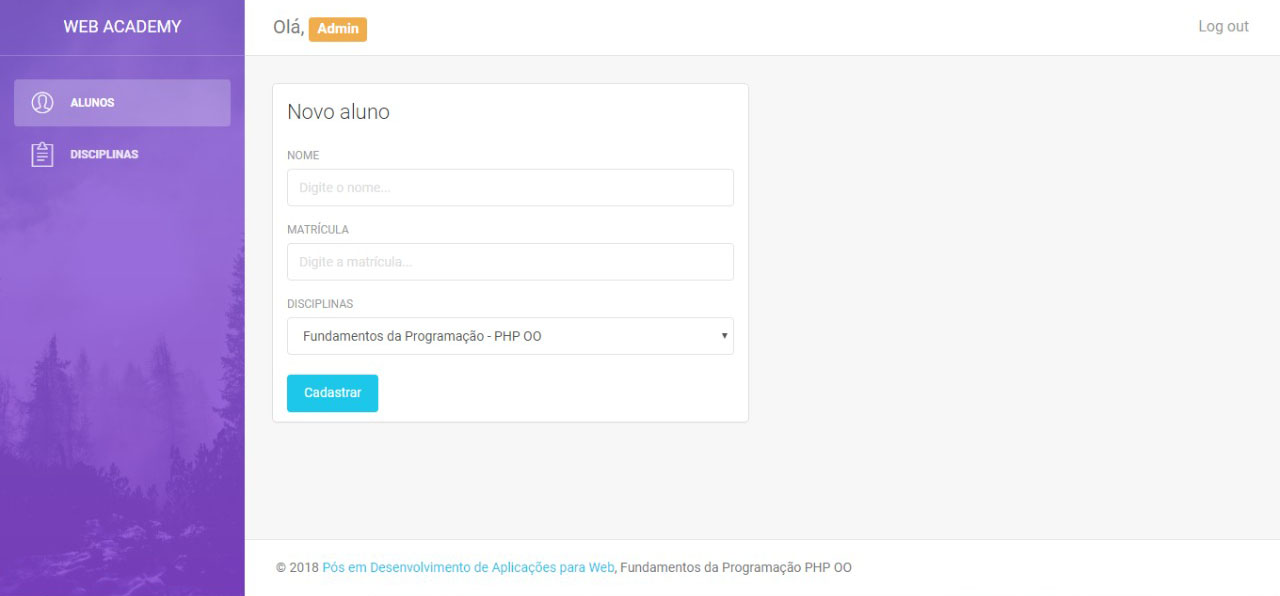 WEB ACADEMY
Olá, Admin
Log out
ALUNOS
DISCIPLINAS
Novo aluno
NOME
Digite o nome...
MATRÍCULA
Digite a matrícula...
DISCIPLINAS
Fundamentos da Programação - PHP OO
Cadastrar
© 2018 Pós em Desenvolvimento de Aplicações para Web, Fundamentos da Programação PHP OO